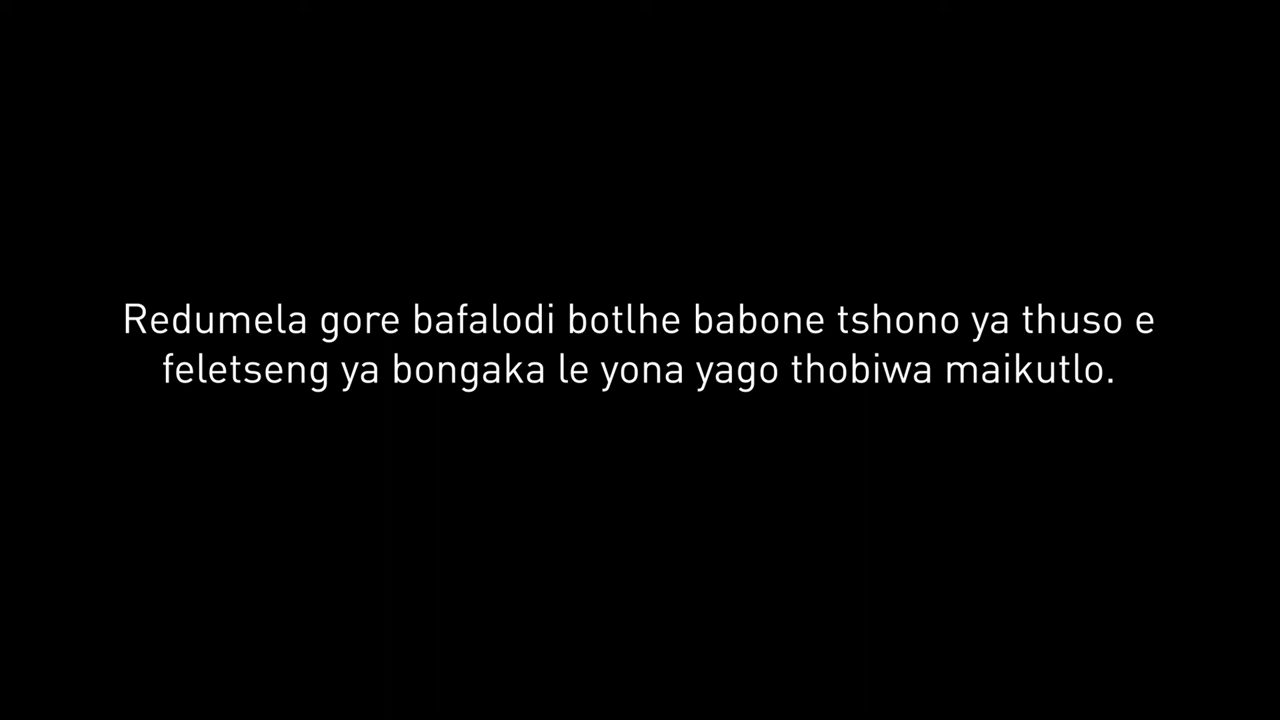 Redumela gore bafalodi botlhe babone tshono ya thuso e
feletseng ya bongaka le yona yago thobiwa maikutlo.